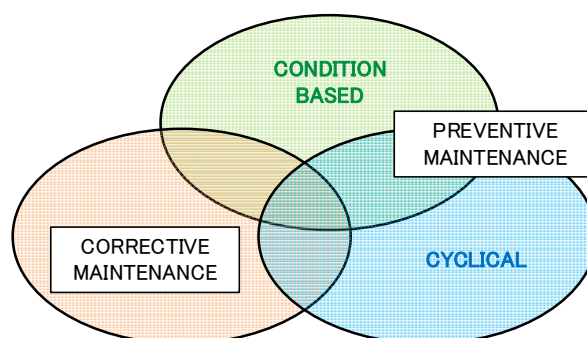 CONDITION
BASED
PREVENTIVE
MAINTENANCE
CORRECTIVE
MAINTENANCE
CYCLICAL